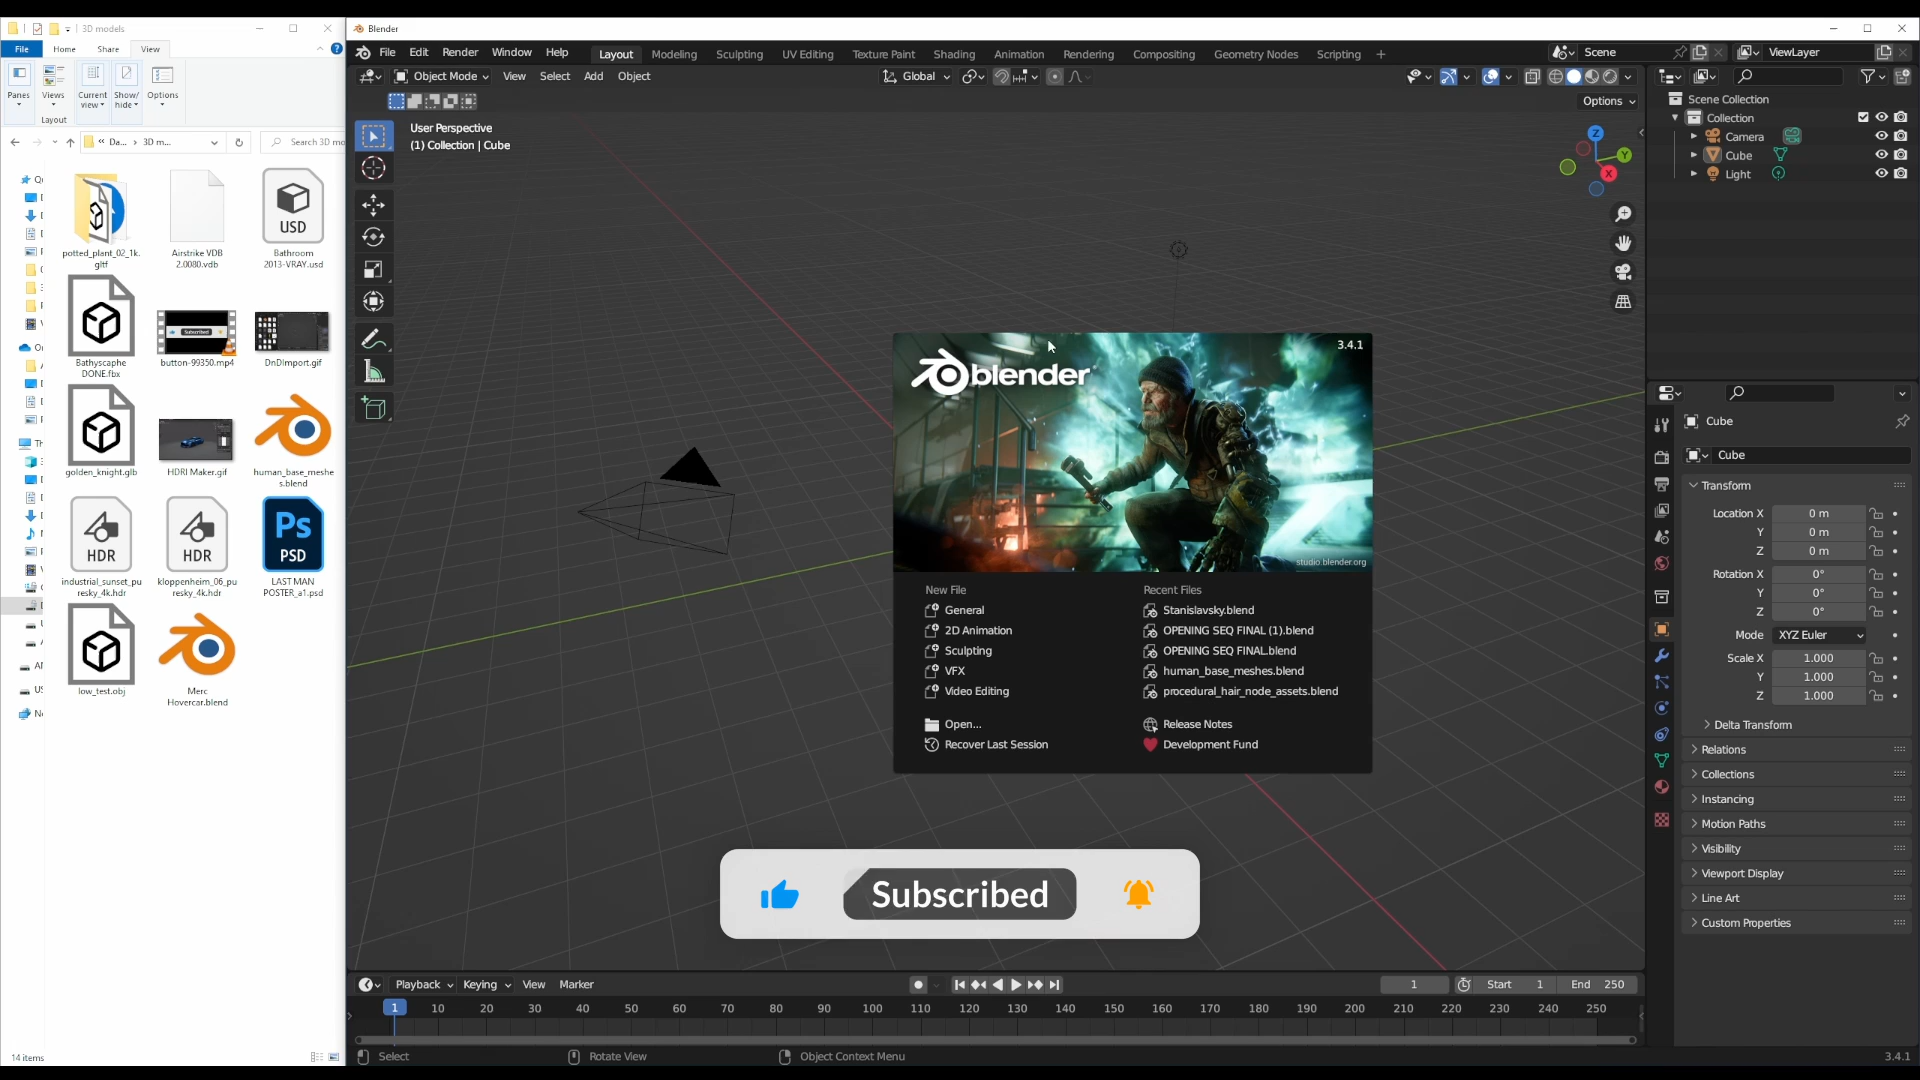 3D models
Blender
File
Home
Share
View
File
Edit
Render
Window
Help
Layout
Modeling
Sculpting
UV Editing
Texture Paint
Shading
Animation
Rendering
Compositing
Geometry Nodes
Scripting
Scene
ViewLayer
Panes
Views
Current view
Show/ hide
Options
Layout
Object Mode
View
Select
Add
Object
Global
Options
Da...
3D m...
Search 3D mo
User Perspective
(1) Collection | Cube
Z
Y
X
Scene Collection
Collection
Camera
Cube
Light
USD
potted_plant_02_1k.
gltf
Airstrike VDB
2.0080.vdb
Bathroom
2013-VRAY.usd
Subscribed
Bathyscaphe
DONE.fbx
button-99350.mp4
DnDImport.gif
golden_knight.glb
HDRI Maker.gif
human_base_meshe
s.blend
HDR
HDR
Ps
PSD
industrial_sunset_pu
resky_4k.hdr
kloppenheim_06_pu
resky_4k.hdr
LAST MAN
POSTER_a1.psd
low_test.obj
Merc
Hovercar.blend
14 items
blender
3.4.1
studio.blender.org
New File
General
2D Animation
Sculpting
VFX
Video Editing
Open...
Recover Last Session
Recent Files
Stanislavsky.blend
OPENING SEQ FINAL (1).blend
OPENING SEQ FINAL.blend
human_base_meshes.blend
procedural_hair_node_assets.blend
Release Notes
Development Fund
Cube
Cube
Transform
Location X 0 m
Y 0 m
Z 0 m
Rotation X 0°
Y 0°
Z 0°
Mode XYZ Euler
Scale X 1.000
Y 1.000
Z 1.000
Delta Transform
Relations
Collections
Instancing
Motion Paths
Visibility
Viewport Display
Line Art
Custom Properties
Subscribed
Playback
Keying
View
Marker
1
Start 1
End 250
1 10 20 30 40 50 60 70 80 90 100 110 120 130 140 150 160 170 180 190 200 210 220 230 240 250
Select
Rotate View
Object Context Menu
3.4.1